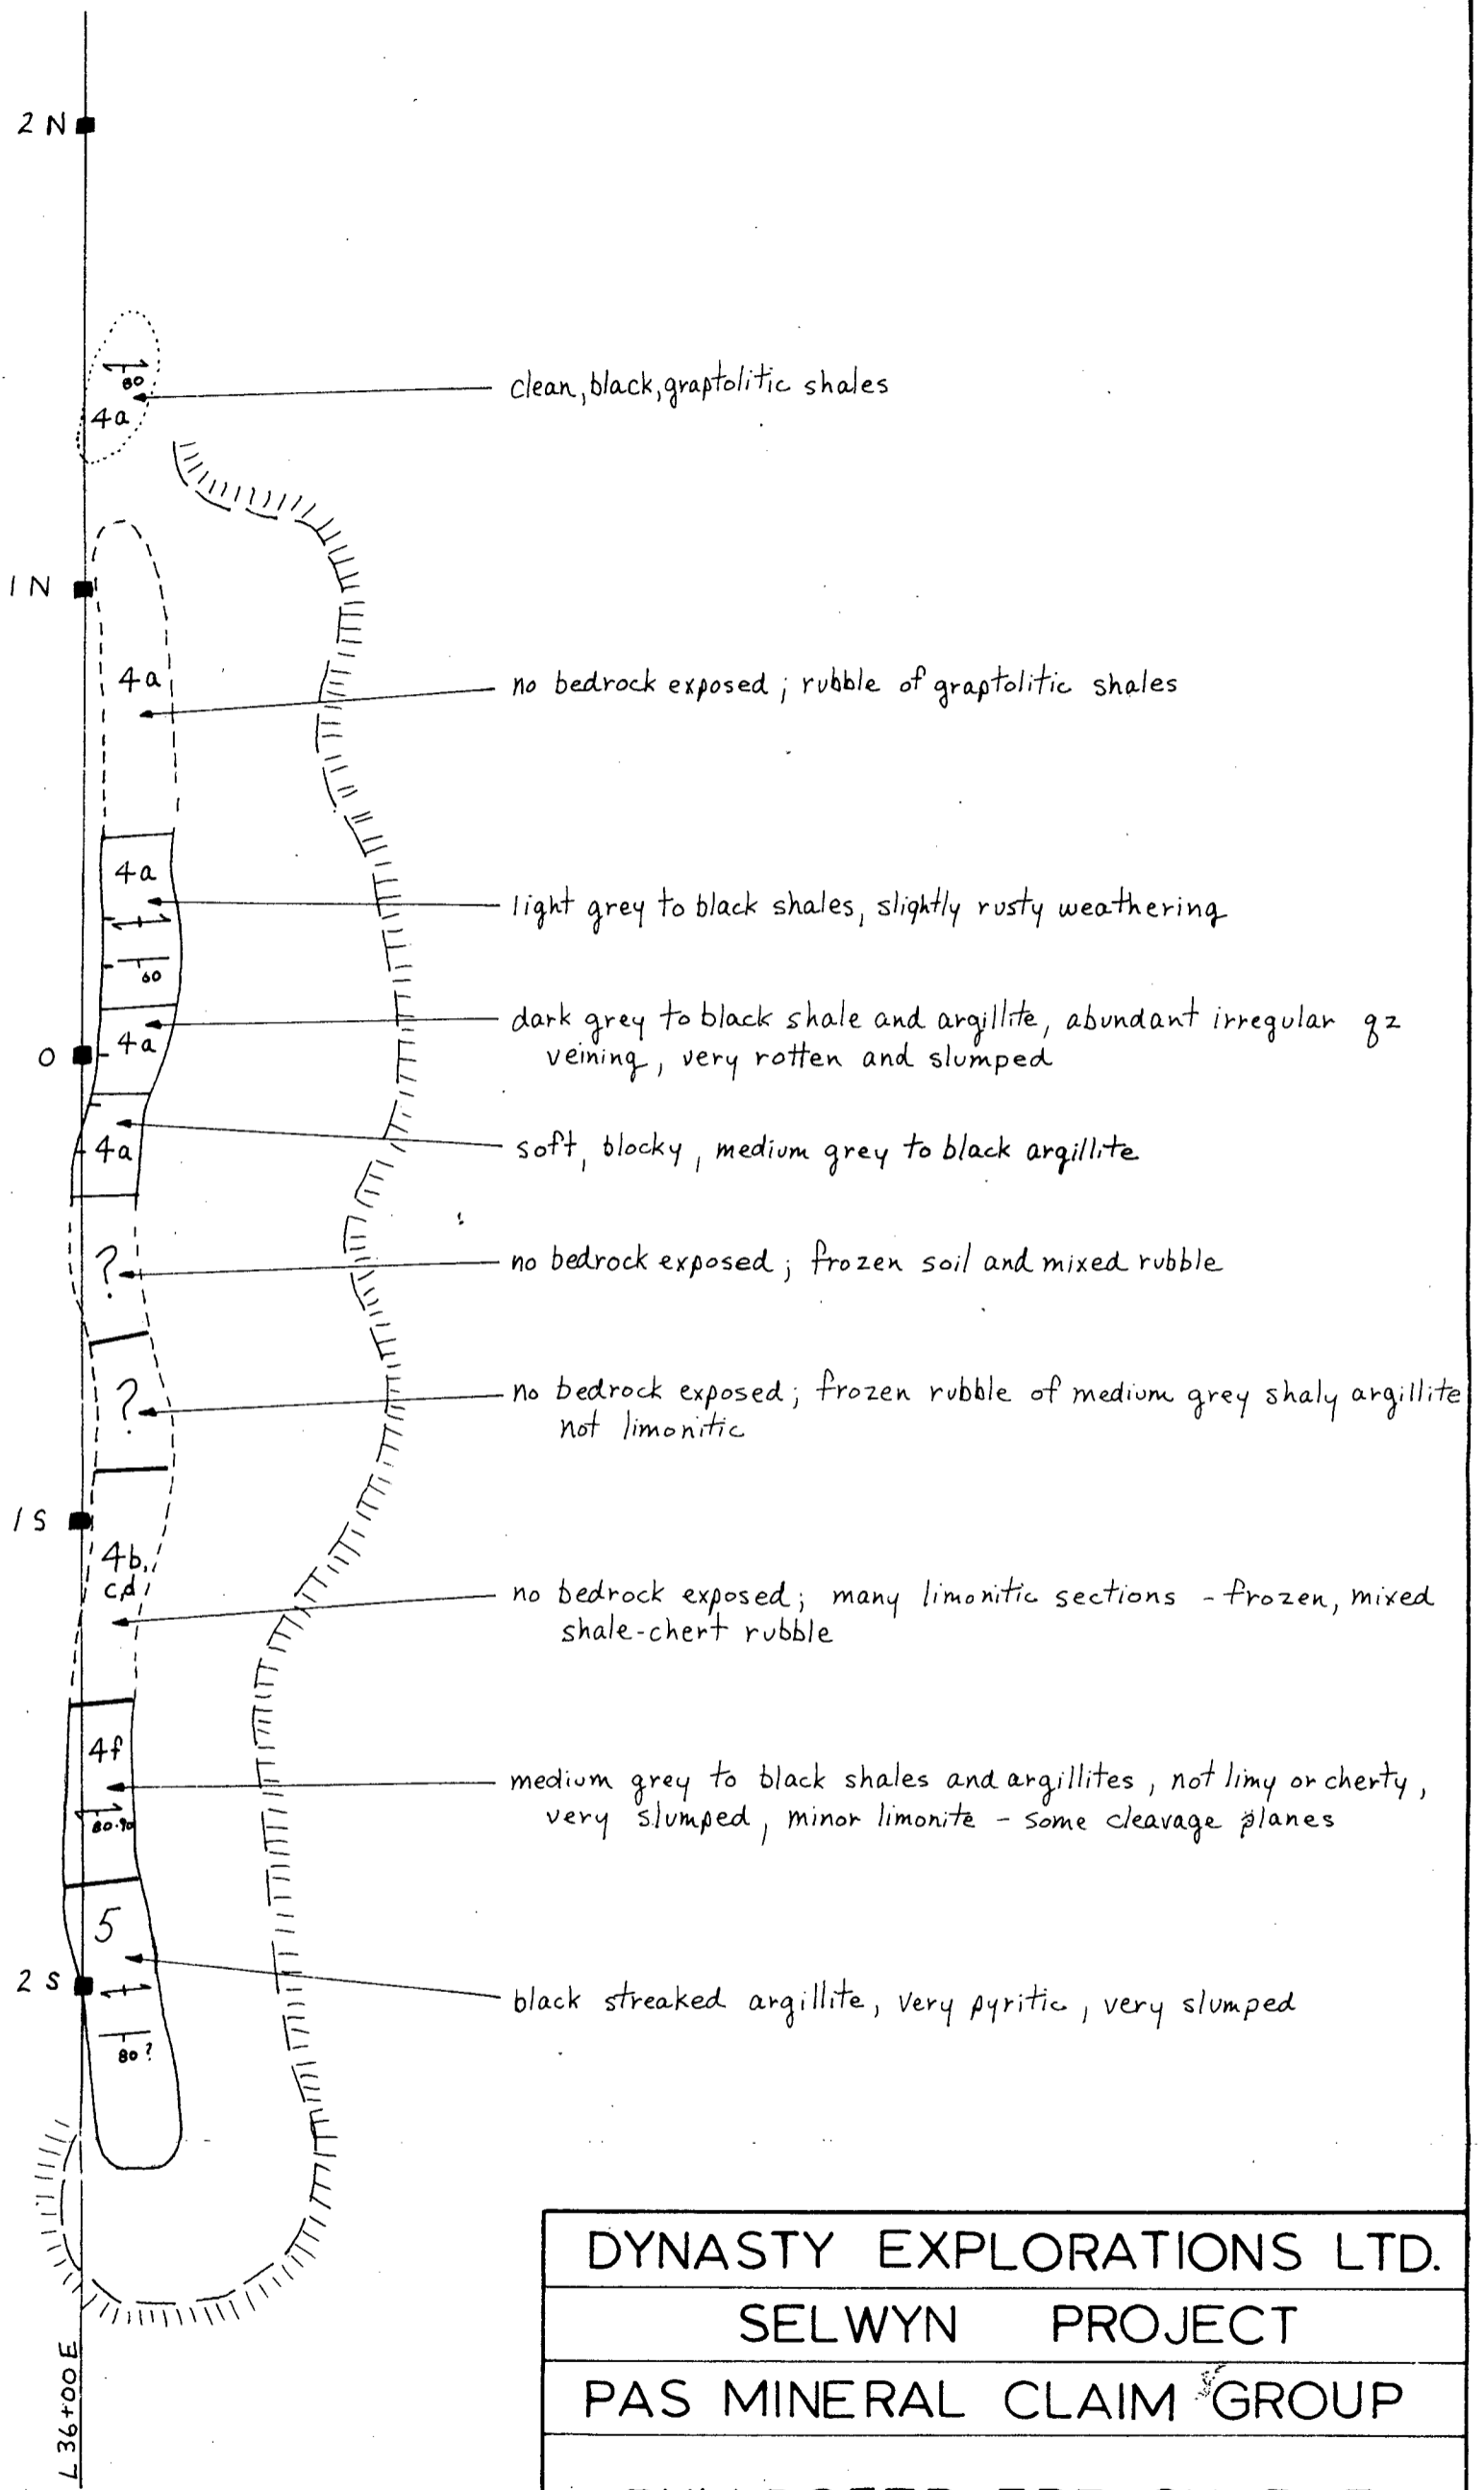 2 N
80
4a
clean, black, graptolitic shales
1 N
4a
no bedrock exposed; rubble of graptolitic shales
4a
light grey to black shales, slightly rusty weathering
60
dark grey to black shale and argillite, abundant irregular qz
veining, very rotten and slumped
0
4a
soft, blocky, medium grey to black argillite
4a
?
no bedrock exposed; frozen soil and mixed rubble
?
no bedrock exposed; frozen rubble of medium grey shaly argillite
not limonitic
1 S
4b,
c,d
no bedrock exposed; many limonitic sections - frozen, mixed
shale-chert rubble
4f
medium grey to black shales and argillites, not limy or cherty,
very slumped, minor limonite - some cleavage planes
80-90
5
2 S
black streaked argillite, very pyritic, very slumped
80?
L 36+00 E
DYNASTY EXPLORATIONS LTD.
SELWYN PROJECT
PAS MINERAL CLAIM GROUP